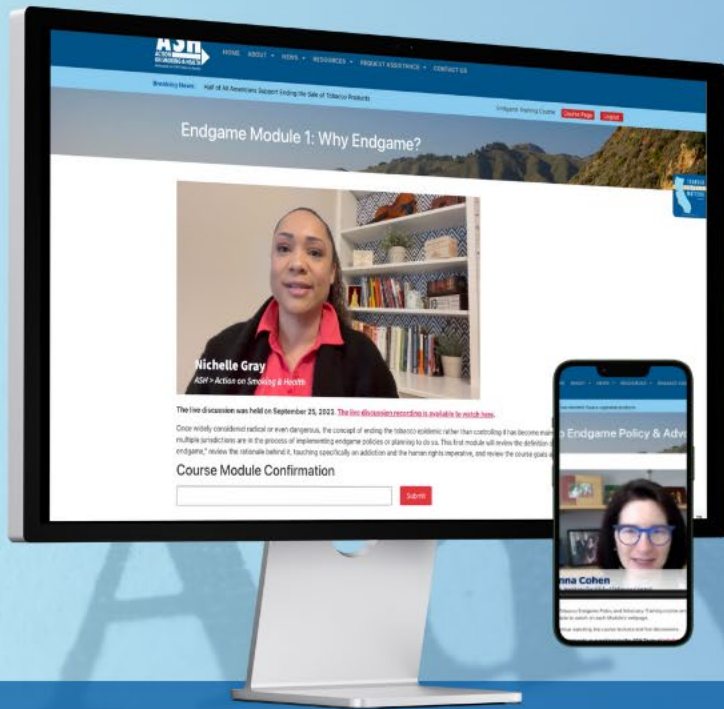 ASH
ACTION
ON SMOKING & HEALTH
HOME ABOUT NEWS RESOURCES REQUEST ASSISTANCE CONTACT US
Breaking News: Half of All Americans Support Ending the Sale of Tobacco Products
Endgame Training Course Course Page Logout
Endgame Module 1: Why Endgame?
Nichelle Gray
ASH > Action on Smoking & Health
The live discussion was held on September 25, 2023. The live discussion recording is available to watch here.
Once widely considered radical or even dangerous, the concept of ending the tobacco epidemic rather than controlling it has become
multiple jurisdictions are in the process of implementing endgame policies or planning to do so. This first module will review the definition
endgame," review the rationale behind it, touching specifically on addiction and the human rights imperative, and review the course goals
Course Module Confirmation
Submit
Endgame Policy &
nna Cohen